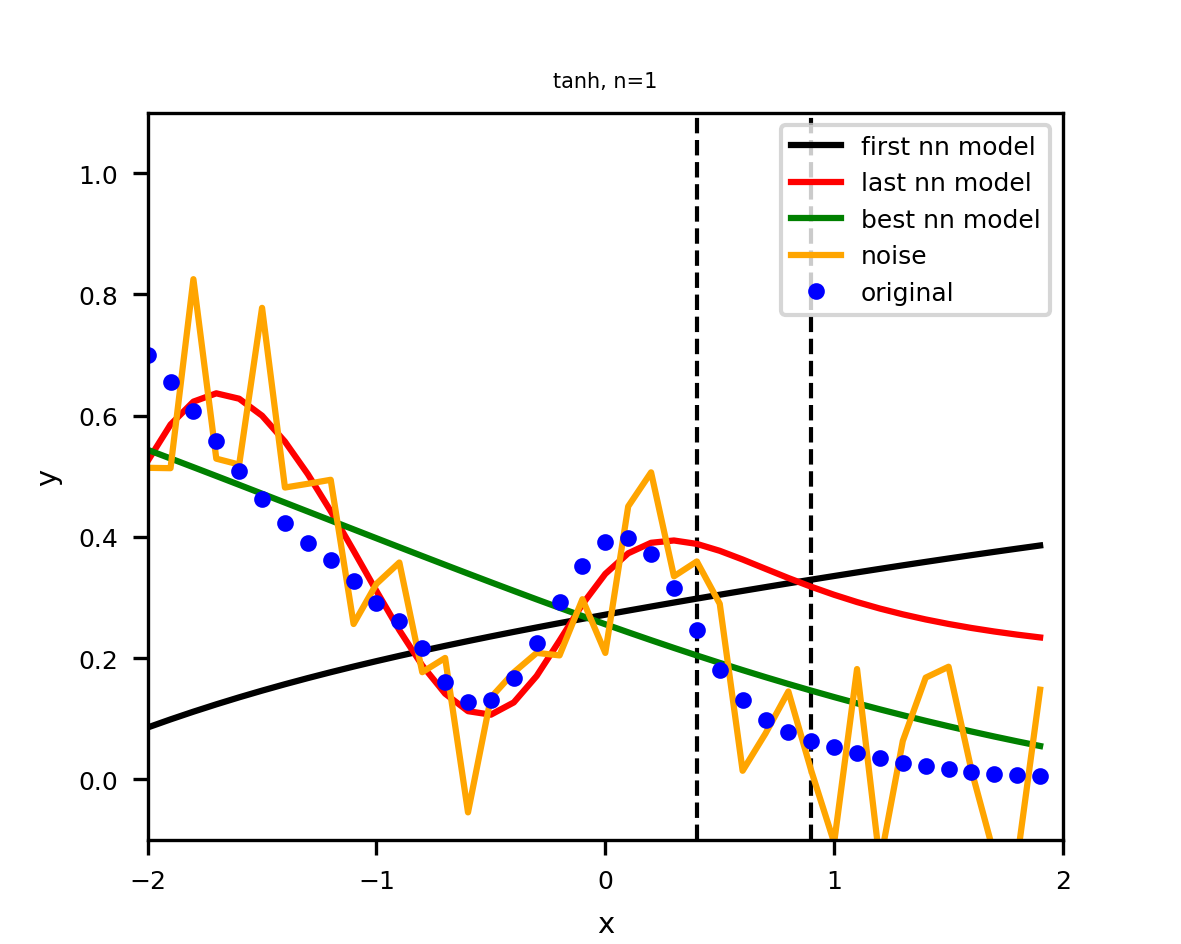 tanh, n=1
first nn model
last nn model
best nn model
noise
original
1.0
0.8
0.6
0.4
0.2
0.0
y
−2
−1
0
1
2
x